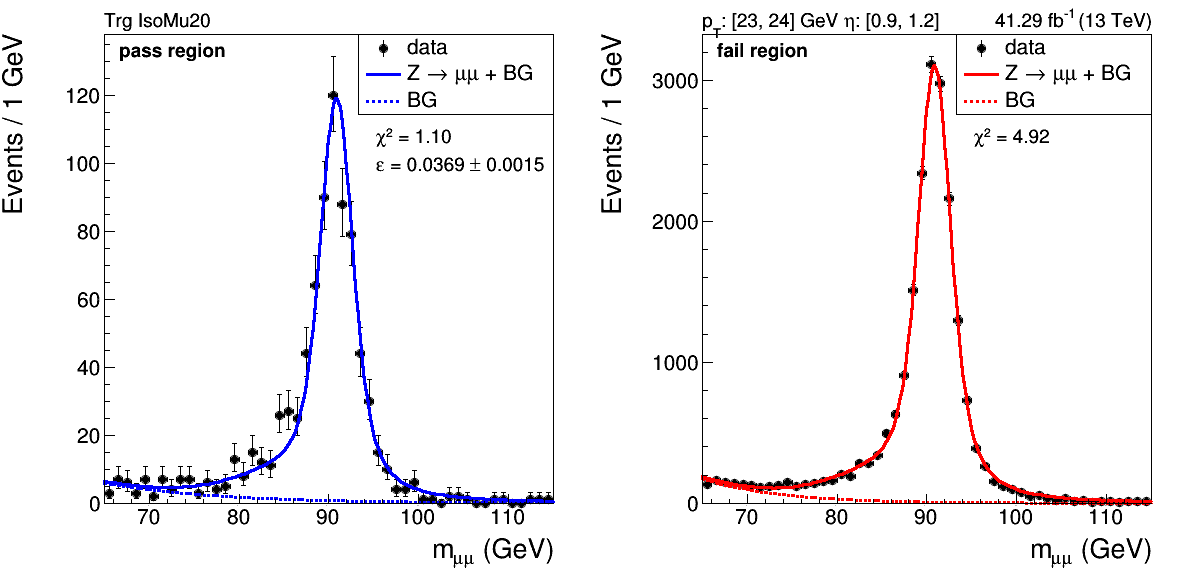 Trg IsoMu20
pass region
data
Z → μμ + BG
BG
χ² = 1.10
ε = 0.0369 ± 0.0015
Events / 1 GeV
120
100
80
60
40
20
0
70 80 90 100 110
m_μμ (GeV)
p_T: [23, 24] GeV η: [0.9, 1.2] 41.29 fb⁻¹ (13 TeV)
fail region
data
Z → μμ + BG
BG
χ² = 4.92
Events / 1 GeV
3000
2000
1000
0
70 80 90 100 110
m_μμ (GeV)